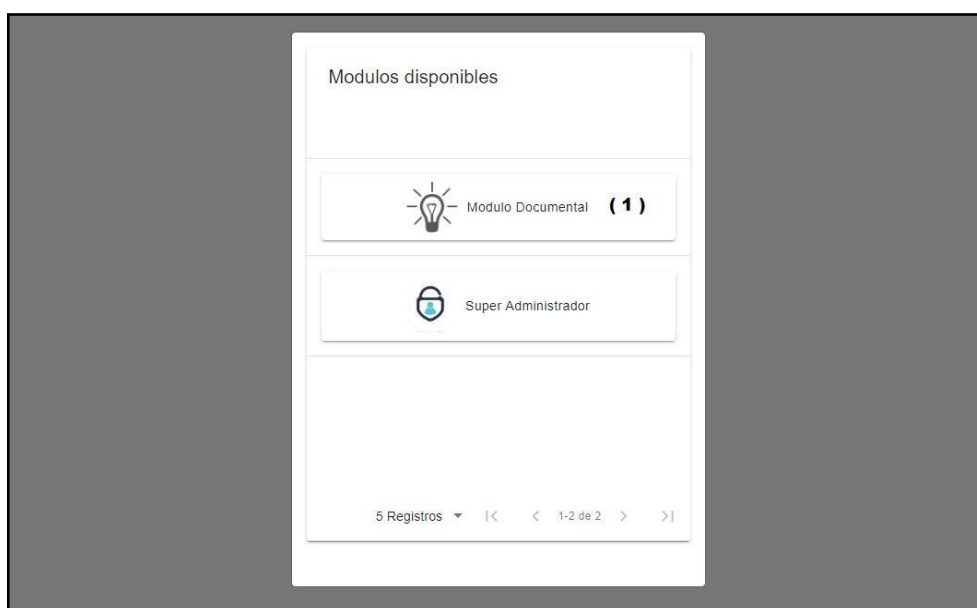 Modulos disponibles
Modulo Documental (1)
Super Administrador
5 Registros 1-2 de 2